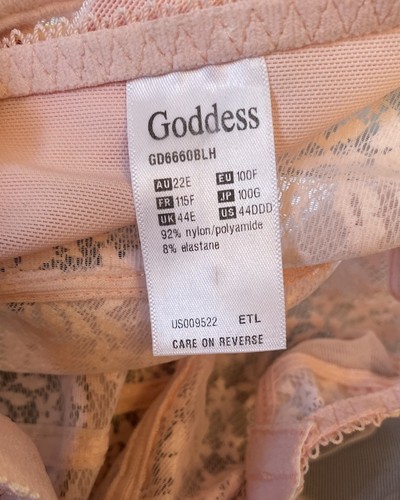 Goddess
GD6660BLH
AU 22E EU 100F
FR 115F JP 100G
UK 44E US 44DDD
92% nylon/polyamide
8% elastane
US009522 ETL
CARE ON REVERSE